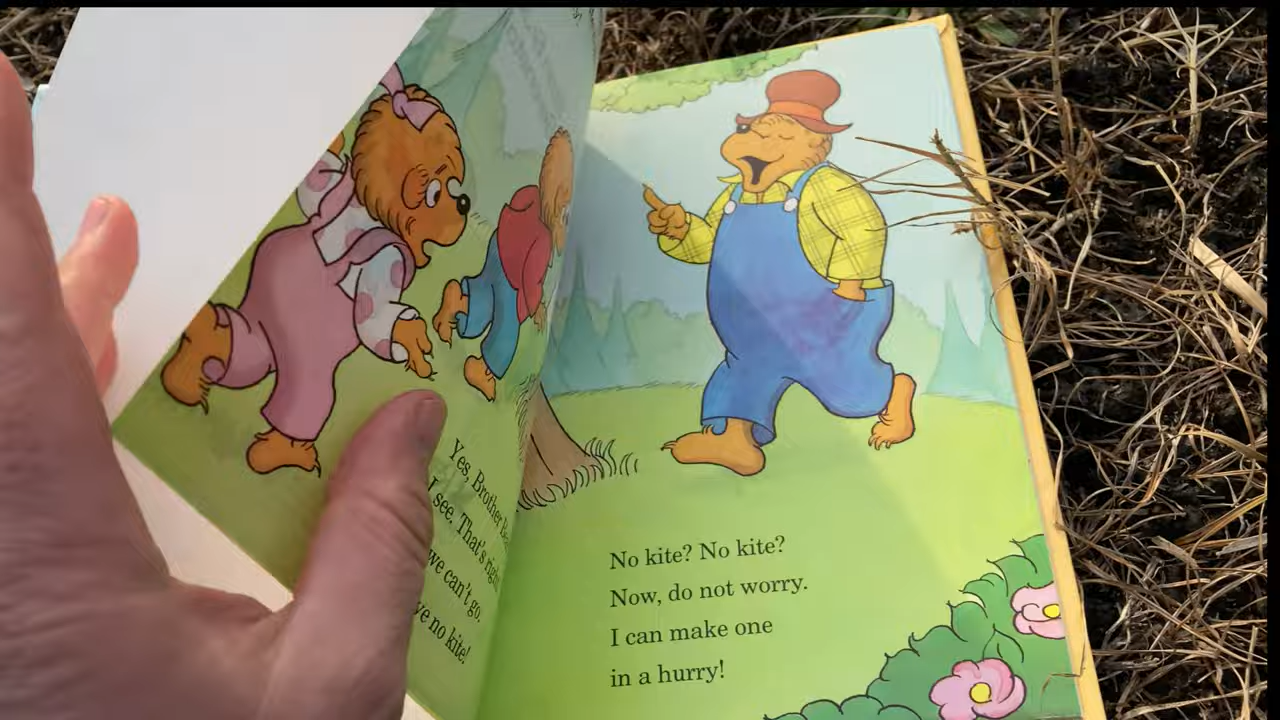 Yes, Brother
I see. That's right
we can't go.
no kite!
No kite? No kite?
Now, do not worry.
I can make one
in a hurry!